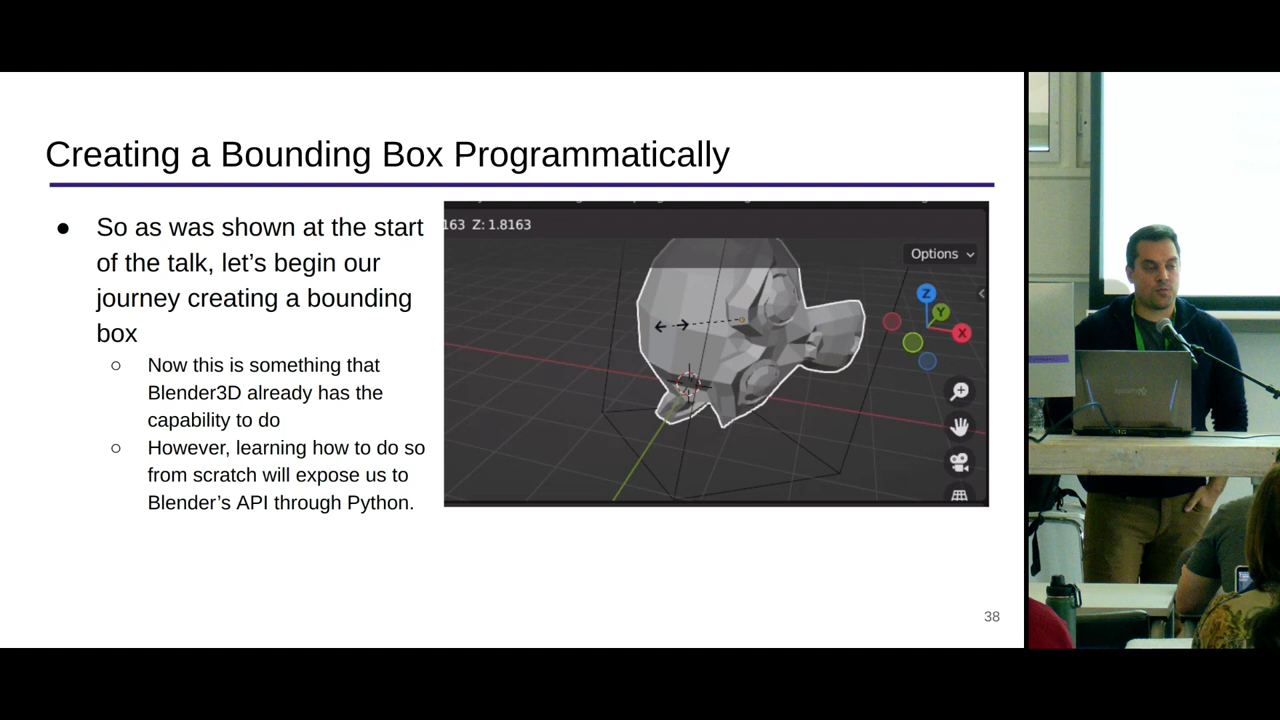 Creating a Bounding Box Programmatically
● So as was shown at the start
of the talk, let’s begin our
journey creating a bounding
box
○ Now this is something that
Blender3D already has the
capability to do
○ However, learning how to do so
from scratch will expose us to
Blender’s API through Python.
163 Z: 1.8163
Options
Z
Y
X
38